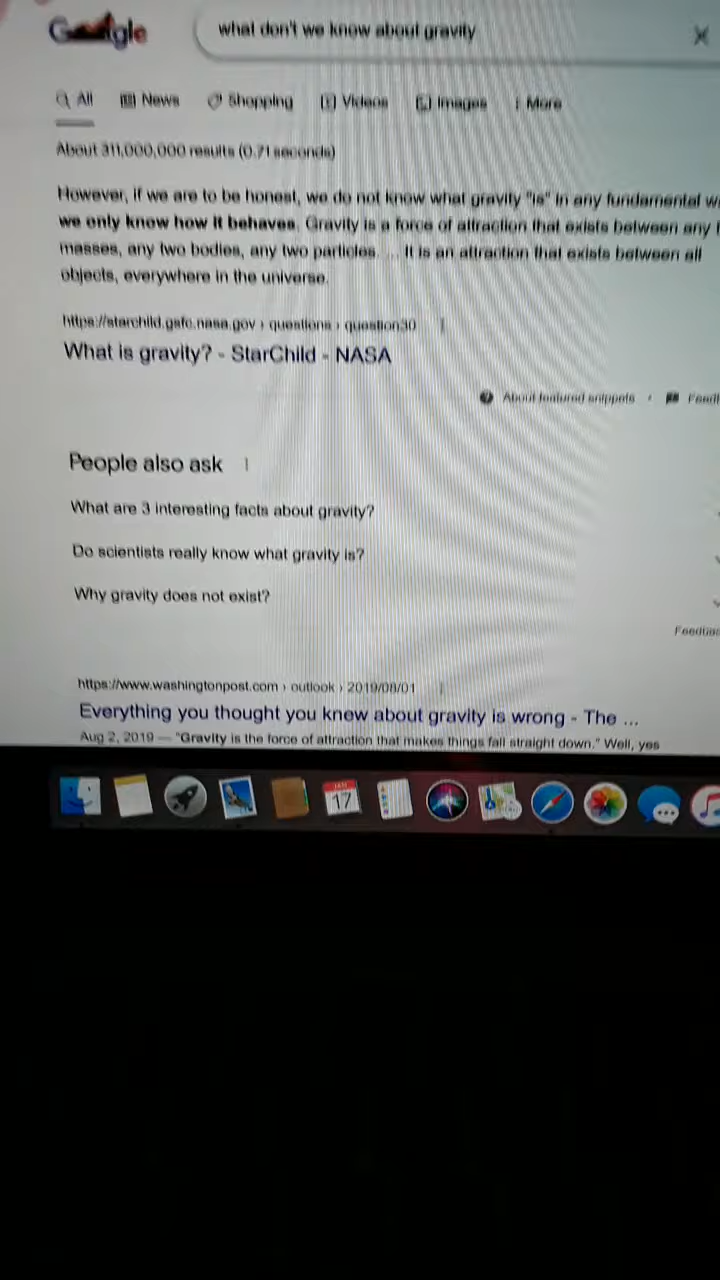 Google
what don't we know about gravity
All News Shopping Videos Images More
About 311,000,000 results (0.71 seconds)
However, if we are to be honest, we do not know what gravity "is" in any fundamental
we only know how it behaves. Gravity is a force of attraction that exists between any
masses, any two bodies, any two particles. ... It is an attraction that exists between all
objects, everywhere in the universe.
https://starchild.gsfc.nasa.gov › questions › question30
What is gravity? - StarChild - NASA
About featured snippets • Feed
People also ask
What are 3 interesting facts about gravity?
Do scientists really know what gravity is?
Why gravity does not exist?
Feedba
https://www.washingtonpost.com › outlook › 2019/08/01
Everything you thought you knew about gravity is wrong - The ...
Aug 2, 2019 — "Gravity is the force of attraction that makes things fall straight down." Well, yes
JAN
17